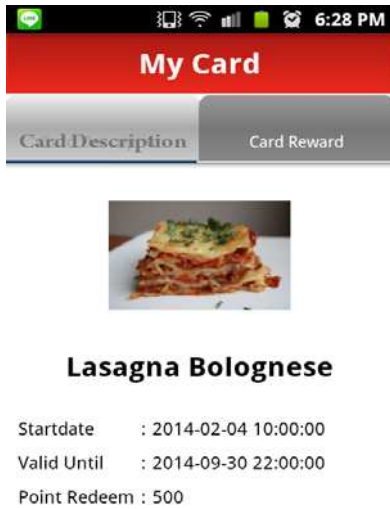 6:28 PM
My Card
Card Description
Card Reward
Lasagna Bolognese
Startdate : 2014-02-04 10:00:00
Valid Until : 2014-09-30 22:00:00
Point Redeem : 500